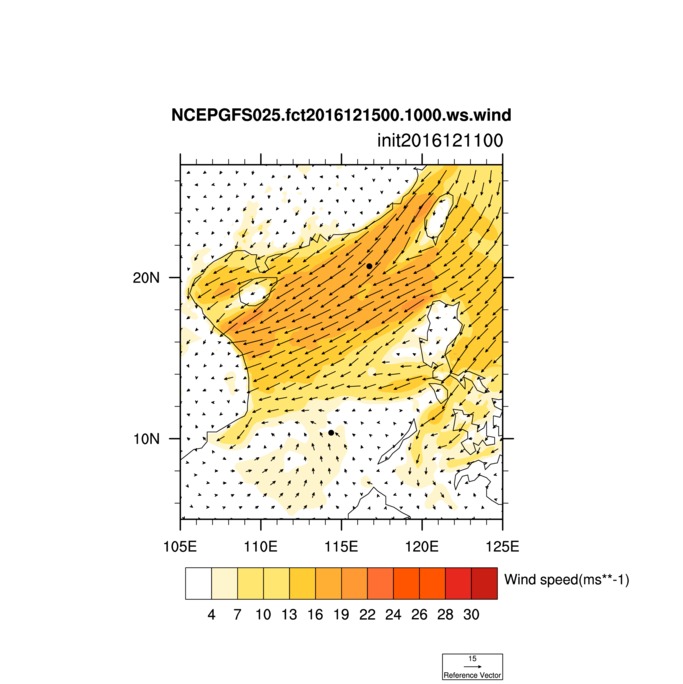 NCEPGFS025.fct2016121500.1000.ws.wind
init2016121100
20N
10N
105E 110E 115E 120E 125E
Wind speed(ms**-1)
4 7 10 13 16 19 22 24 26 28 30
15
Reference Vector